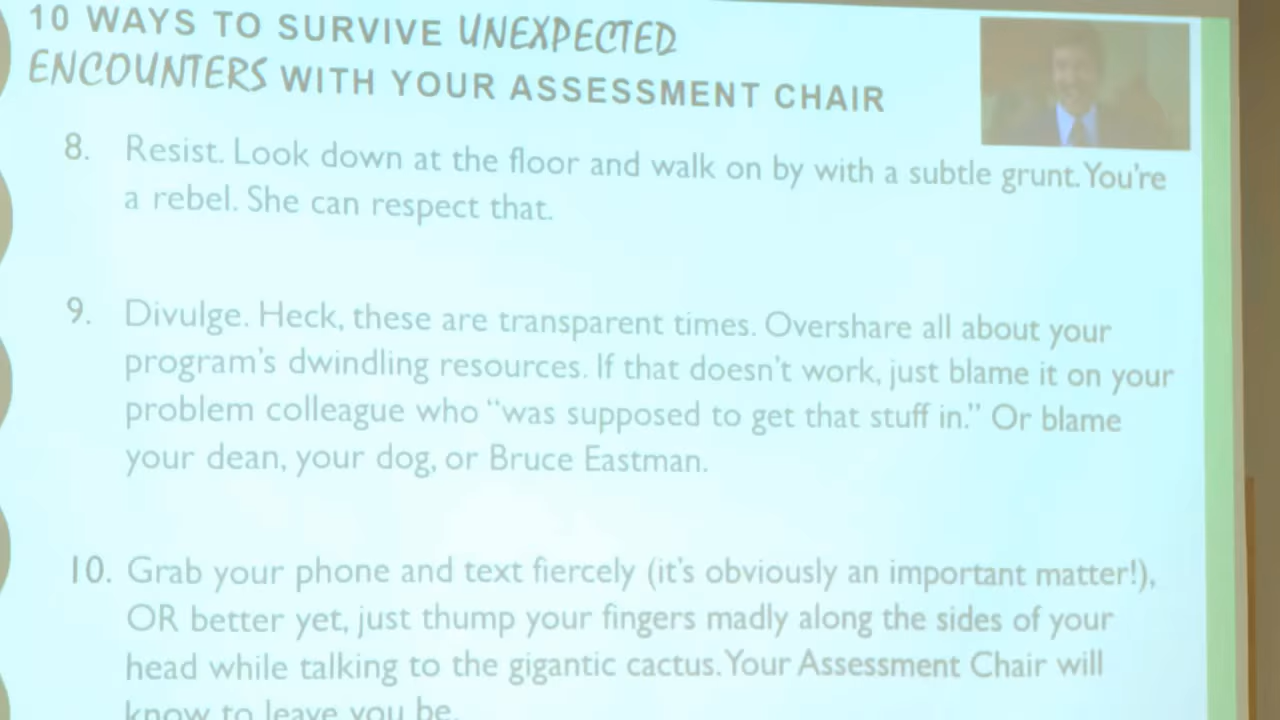 10 WAYS TO SURVIVE UNEXPECTED
ENCOUNTERS WITH YOUR ASSESSMENT CHAIR
8. Resist. Look down at the floor and walk on by with a subtle grunt. You're
a rebel. She can respect that.
9. Divulge. Heck, these are transparent times. Overshare all about your
program's dwindling resources. If that doesn't work, just blame it on your
problem colleague who “was supposed to get that stuff in.” Or blame
your dean, your dog, or Bruce Eastman.
10. Grab your phone and text fiercely (it's obviously an important matter!),
OR better yet, just thump your fingers madly along the sides of your
head while talking to the gigantic cactus. Your Assessment Chair will
know to leave you be.